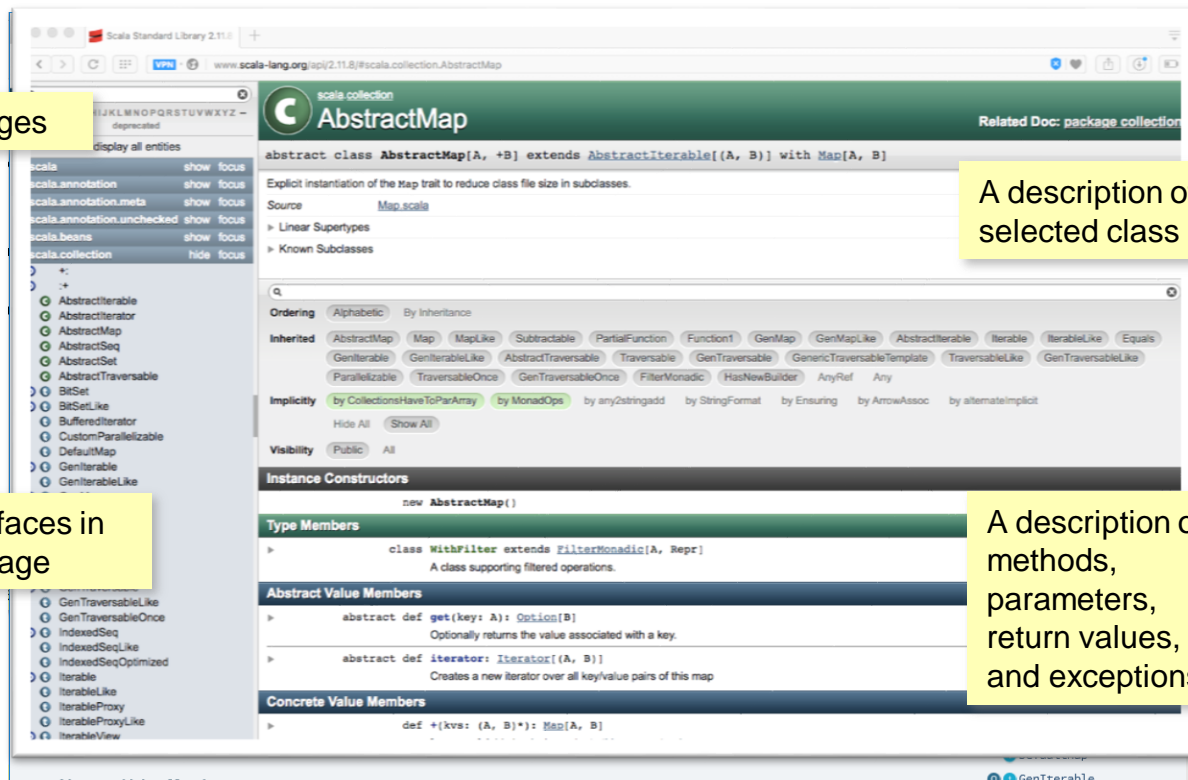 Scala Standard Library 2.11.8
VPN
www.scala-lang.org/api/2.11.8/#scala.collection.AbstractMap
ges
IJKLMNOPQRSTUVWXYZ –
deprecated
display all entities
scala show focus
scala.annotation show focus
scala.annotation.meta show focus
scala.annotation.unchecked show focus
scala.beans show focus
scala.collection hide focus
+:
:+
AbstractIterable
AbstractIterator
AbstractMap
AbstractSeq
AbstractSet
AbstractTraversable
BitSet
BitSetLike
BufferedIterator
CustomParallelizable
DefaultMap
GenIterable
GenIterableLike
faces in
age
GenTraversableLike
GenTraversableOnce
IndexedSeq
IndexedSeqLike
IndexedSeqOptimized
Iterable
IterableLike
IterableProxy
IterableProxyLike
IterableView
scala.collection
C AbstractMap
Related Doc: package collection
abstract class AbstractMap[A, +B] extends AbstractIterable[(A, B)] with Map[A, B]
Explicit instantiation of the Map trait to reduce class file size in subclasses.
Source Map.scala
Linear Supertypes
Known Subclasses
A description o
selected class
Ordering Alphabetic By Inheritance
Inherited AbstractMap Map MapLike Subtractable PartialFunction Function1 GenMap GenMapLike AbstractIterable Iterable IterableLike Equals
GenIterable GenIterableLike AbstractTraversable Traversable GenTraversable GenericTraversableTemplate TraversableLike GenTraversableLike
Parallelizable TraversableOnce GenTraversableOnce FilterMonadic HasNewBuilder AnyRef Any
Implicitly by CollectionsHaveToParArray by MonadOps by any2stringadd by StringFormat by Ensuring by ArrowAssoc by alternateImplicit
Hide All Show All
Visibility Public All
Instance Constructors
new AbstractMap()
Type Members
class WithFilter extends FilterMonadic[A, Repr]
A class supporting filtered operations.
Abstract Value Members
abstract def get(key: A): Option[B]
Optionally returns the value associated with a key.
abstract def iterator: Iterator[(A, B)]
Creates a new iterator over all key/value pairs of this map
Concrete Value Members
def +(kvs: (A, B)*): Map[A, B]
A description o
methods,
parameters,
return values,
and exceptions
GenIterable